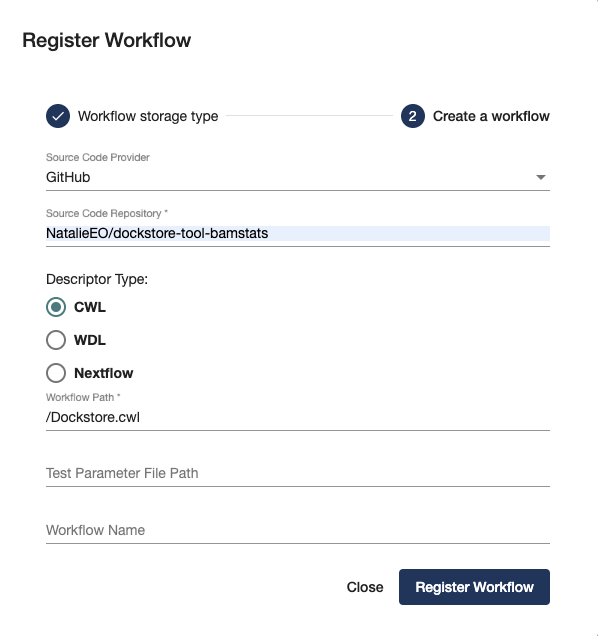 Register Workflow
Workflow storage type
2 Create a workflow
Source Code Provider
GitHub
Source Code Repository *
NatalieEO/dockstore-tool-bamstats
Descriptor Type:
CWL
WDL
Nextflow
Workflow Path *
/Dockstore.cwl
Test Parameter File Path
Workflow Name
Close Register Workflow